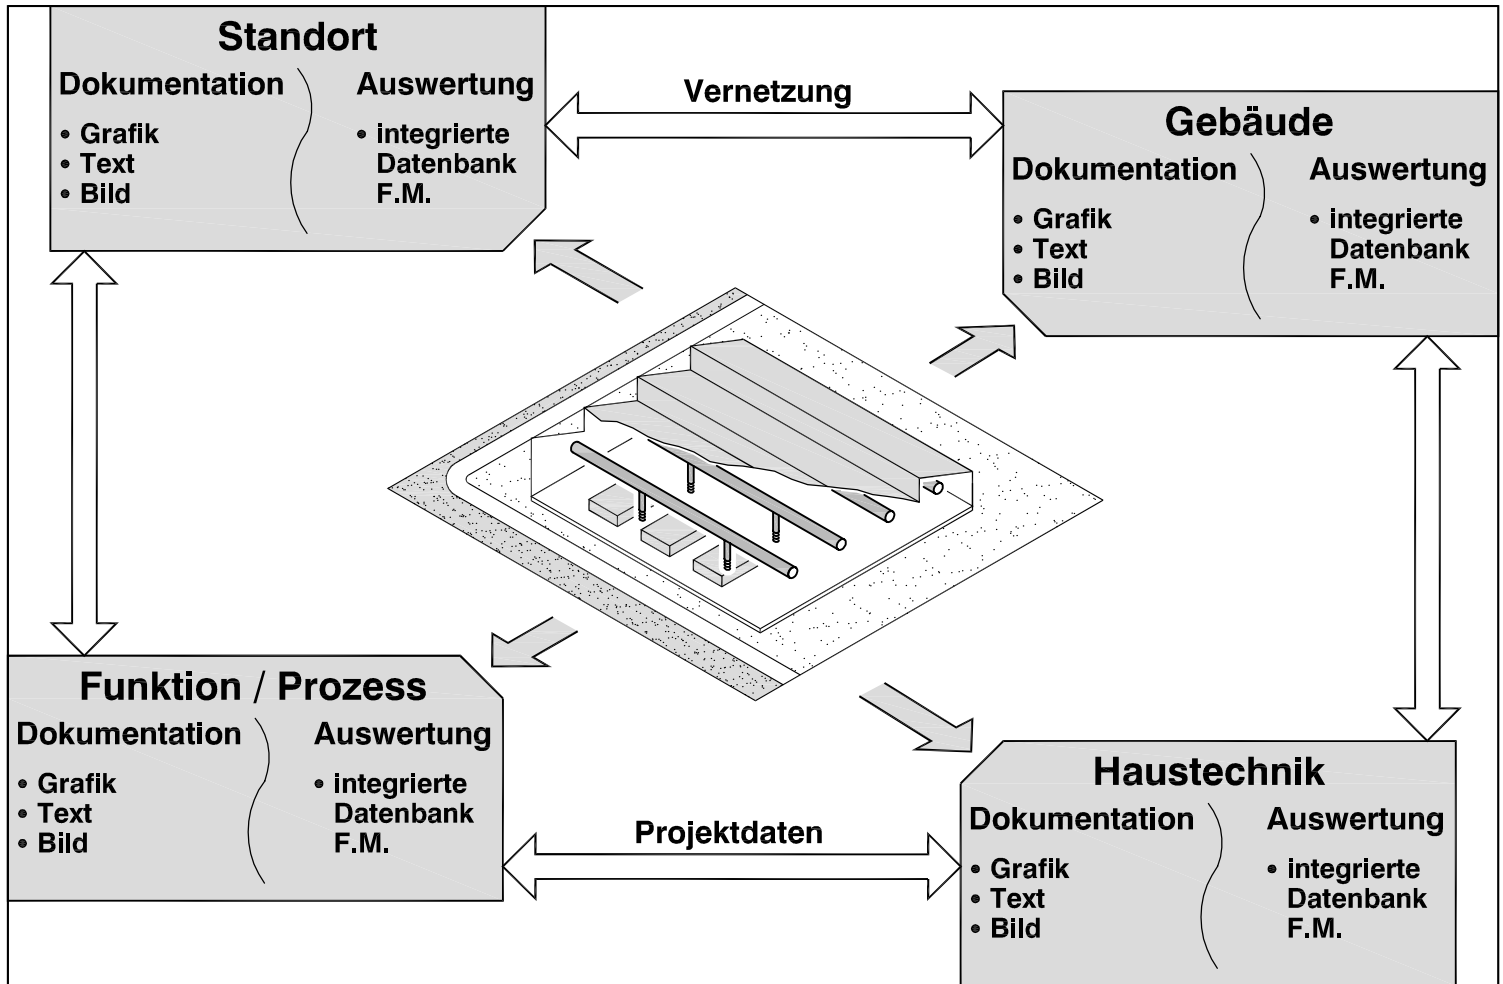 Standort
Dokumentation
• Grafik
• Text
• Bild
Auswertung
• integrierte
Datenbank
F.M.
Vernetzung
Gebäude
Dokumentation
• Grafik
• Text
• Bild
Auswertung
• integrierte
Datenbank
F.M.
Funktion / Prozess
Dokumentation
• Grafik
• Text
• Bild
Auswertung
• integrierte
Datenbank
F.M.
Projektdaten
Haustechnik
Dokumentation
• Grafik
• Text
• Bild
Auswertung
• integrierte
Datenbank
F.M.